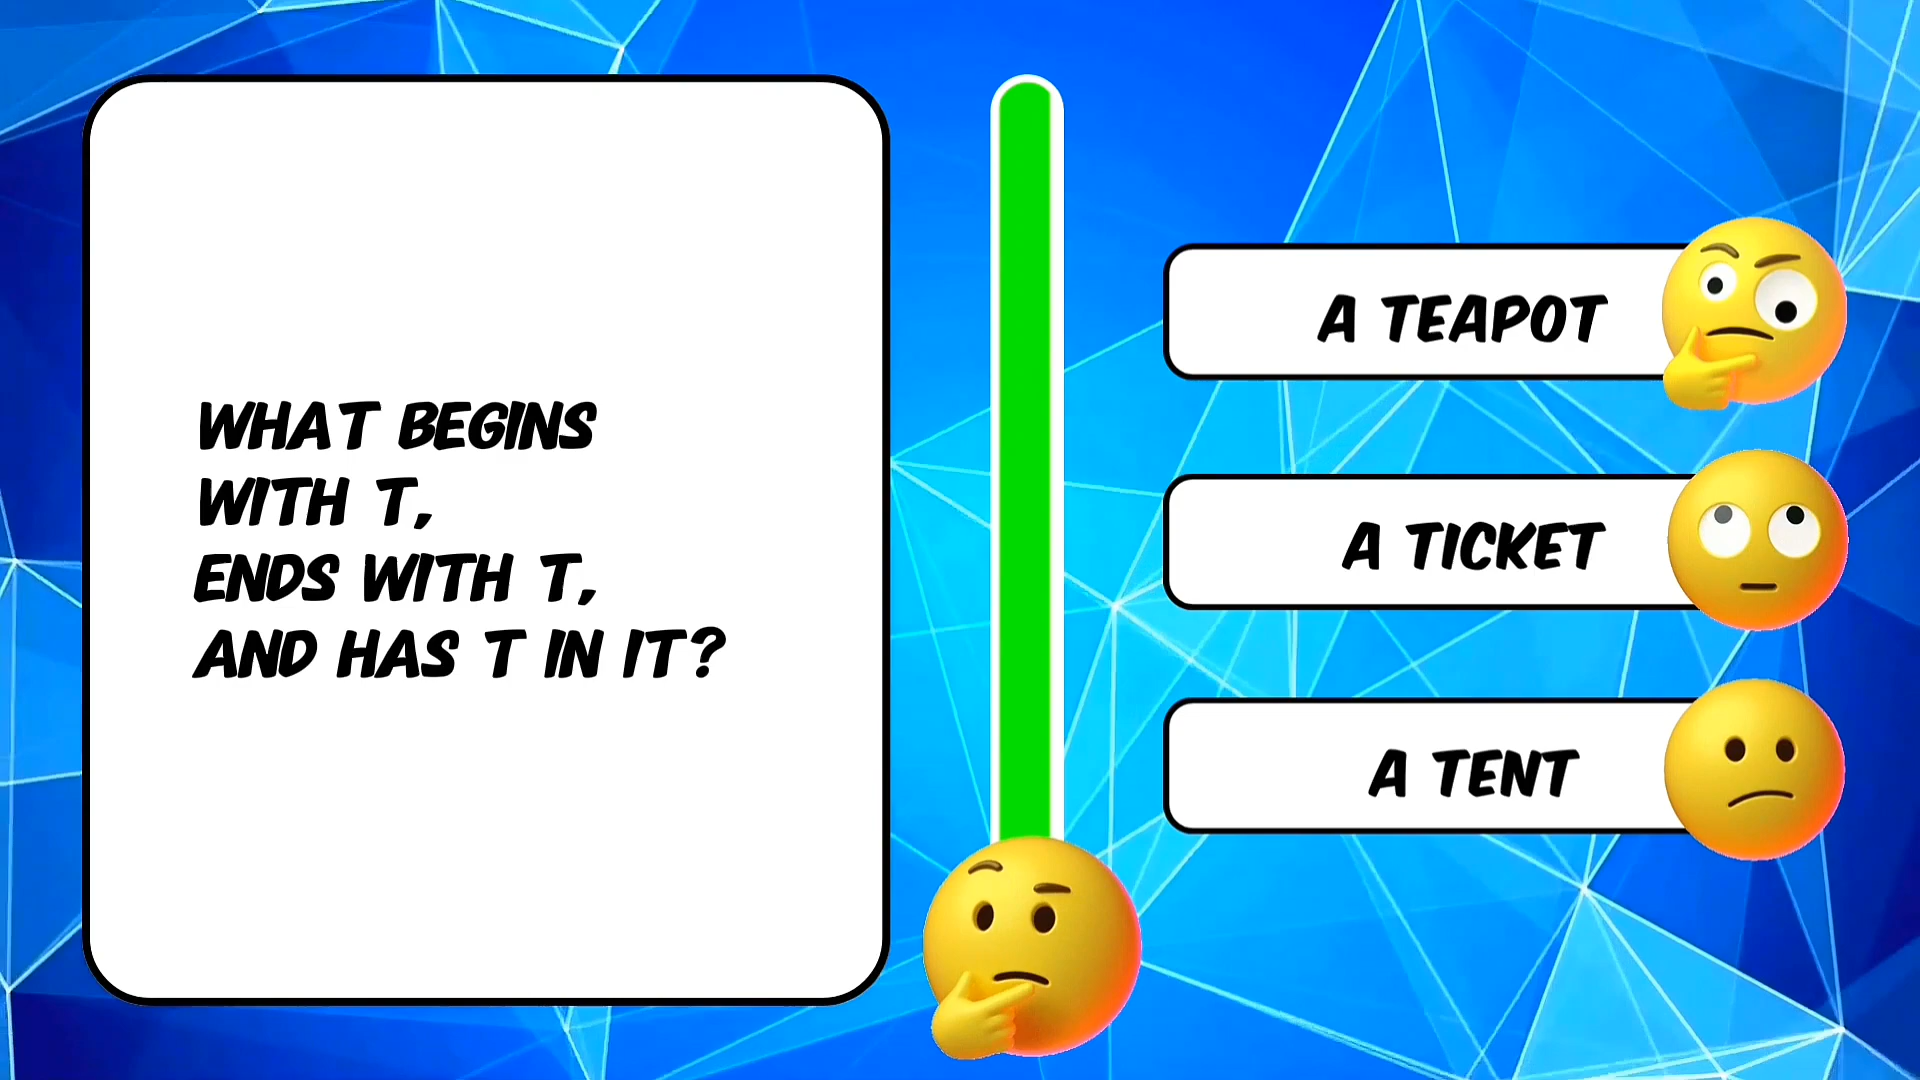 WHAT BEGINS
WITH T,
ENDS WITH T,
AND HAS T IN IT?
A TEAPOT
A TICKET
A TENT